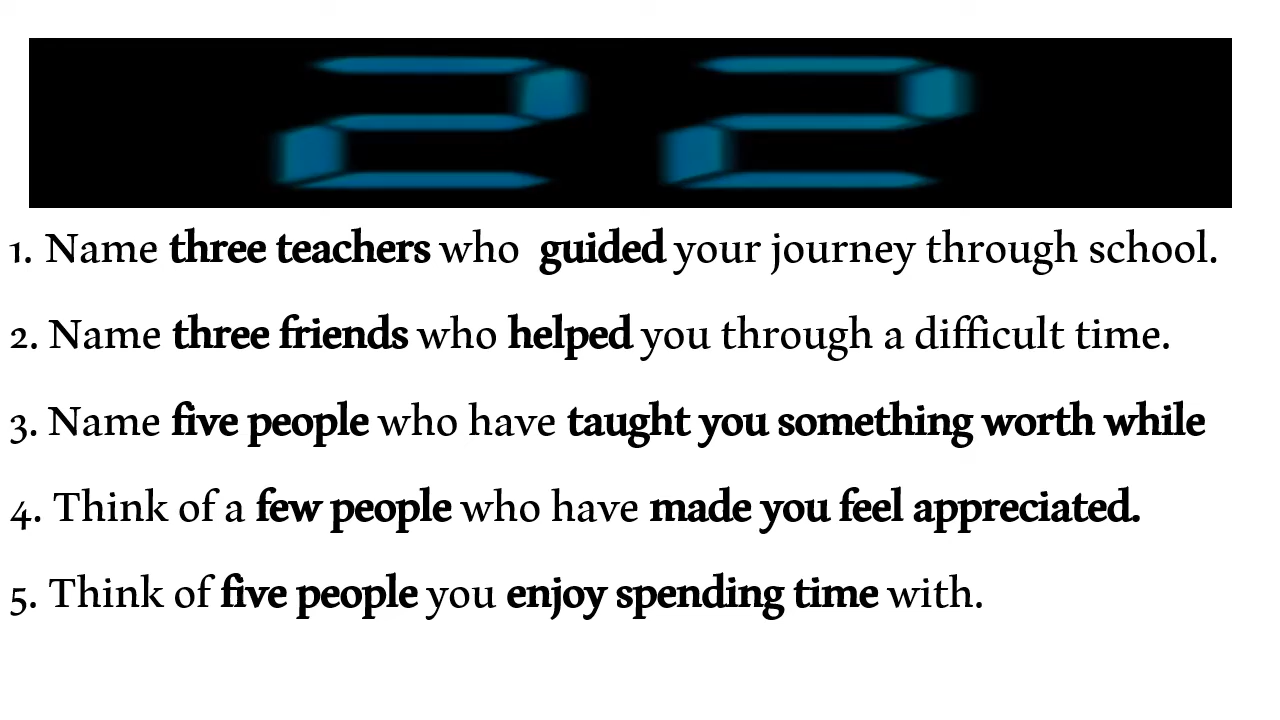 22
1. Name three teachers who guided your journey through school.
2. Name three friends who helped you through a difficult time.
3. Name five people who have taught you something worth while
4. Think of a few people who have made you feel appreciated.
5. Think of five people you enjoy spending time with.